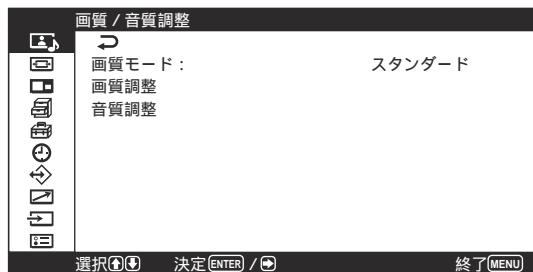 画質 / 音質調整
画質モード : スタンダード
画質調整
音質調整
選択 決定 ENTER / 終了 MENU